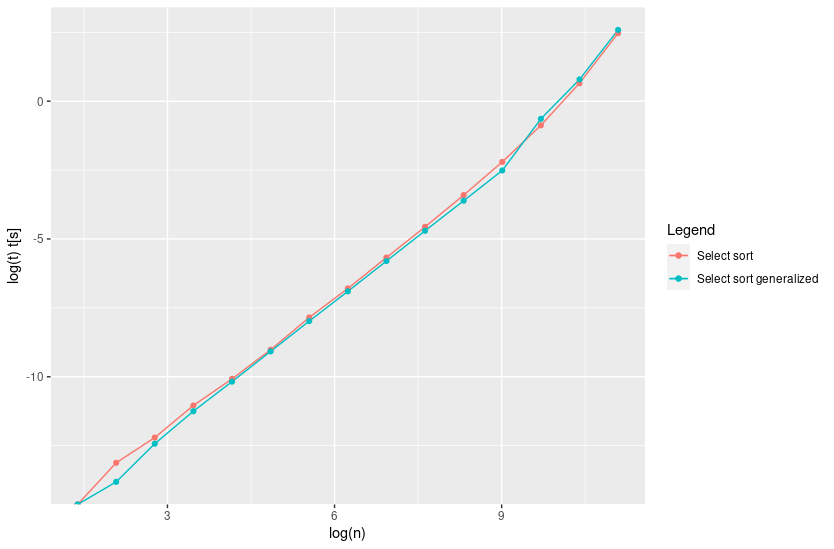 0
-5
-10
3
6
9
log(n)
log(t) t[s]
Legend
Select sort
Select sort generalized